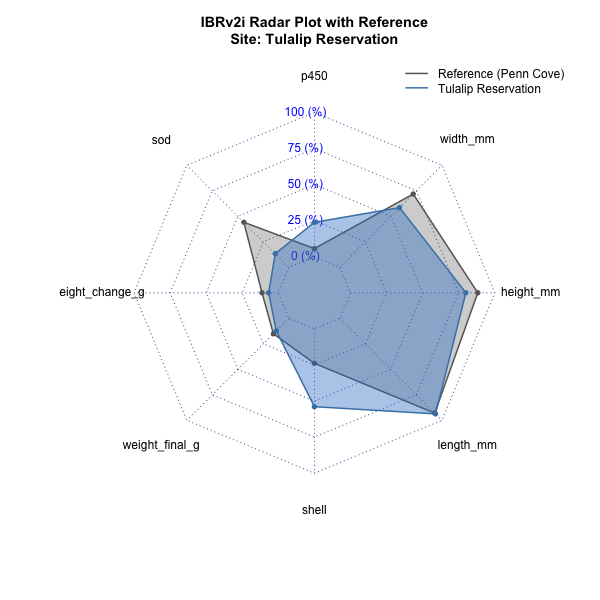 IBRv2i Radar Plot with Reference
Site: Tulalip Reservation
p450
Reference (Penn Cove)
Tulalip Reservation
100 (%)
sod
width_mm
75 (%)
50 (%)
25 (%)
0 (%)
eight_change_g
height_mm
weight_final_g
length_mm
shell